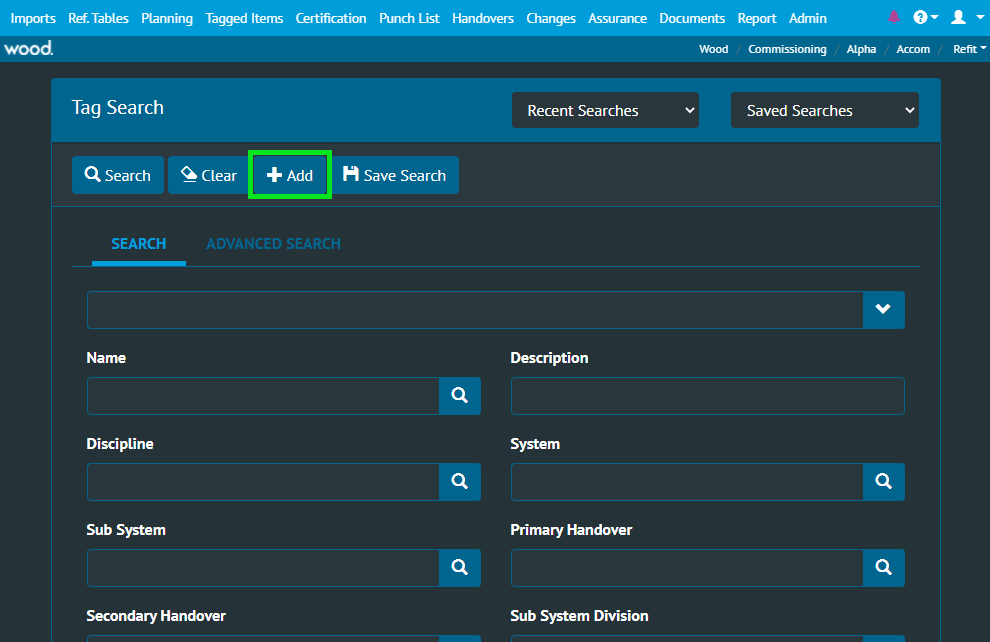 Imports Ref. Tables Planning Tagged Items Certification Punch List Handovers Changes Assurance Documents Report Admin
wood. Wood / Commissioning / Alpha / Accom / Refit
Tag Search Recent Searches Saved Searches
Search Clear Add Save Search
SEARCH ADVANCED SEARCH
Name Description
Discipline System
Sub System Primary Handover
Secondary Handover Sub System Division